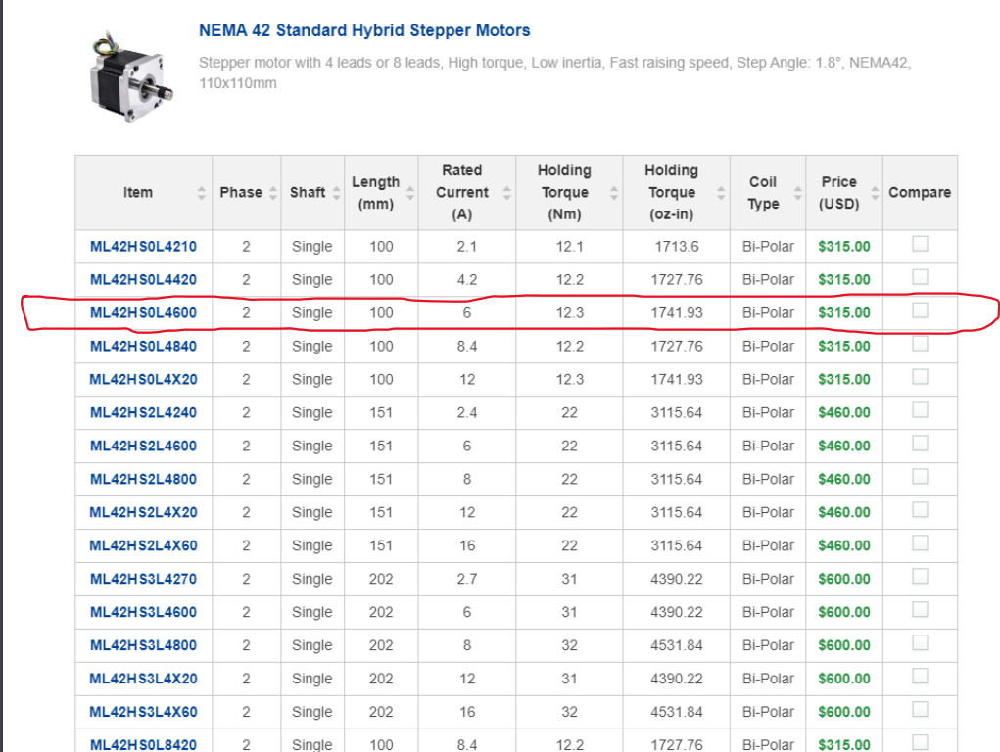 NEMA 42 Standard Hybrid Stepper Motors
Stepper motor with 4 leads or 8 leads, High torque, Low inertia, Fast raising speed, Step Angle: 1.8°, NEMA42,
110x110mm
Item Phase Shaft Length (mm) Rated Current (A) Holding Torque (Nm) Holding Torque (oz-in) Coil Type Price (USD) Compare
ML42HS0L4210 2 Single 100 2.1 12.1 1713.6 Bi-Polar $315.00
ML42HS0L4420 2 Single 100 4.2 12.2 1727.76 Bi-Polar $315.00
ML42HS0L4600 2 Single 100 6 12.3 1741.93 Bi-Polar $315.00
ML42HS0L4840 2 Single 100 8.4 12.2 1727.76 Bi-Polar $315.00
ML42HS0L4X20 2 Single 100 12 12.3 1741.93 Bi-Polar $315.00
ML42HS2L4240 2 Single 151 2.4 22 3115.64 Bi-Polar $460.00
ML42HS2L4600 2 Single 151 6 22 3115.64 Bi-Polar $460.00
ML42HS2L4800 2 Single 151 8 22 3115.64 Bi-Polar $460.00
ML42HS2L4X20 2 Single 151 12 22 3115.64 Bi-Polar $460.00
ML42HS2L4X60 2 Single 151 16 22 3115.64 Bi-Polar $460.00
ML42HS3L4270 2 Single 202 2.7 31 4390.22 Bi-Polar $600.00
ML42HS3L4600 2 Single 202 6 31 4390.22 Bi-Polar $600.00
ML42HS3L4800 2 Single 202 8 32 4531.84 Bi-Polar $600.00
ML42HS3L4X20 2 Single 202 12 31 4390.22 Bi-Polar $600.00
ML42HS3L4X60 2 Single 202 16 32 4531.84 Bi-Polar $600.00
ML42HS0L8420 2 Single 100 8.4 12.2 1727.76 Bi-Polar $315.00